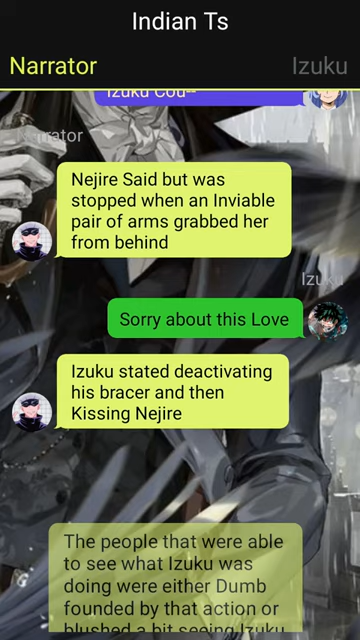 Indian Ts
Narrator
Izuku
Izuku Cou--
Narrator
Nejire Said but was
stopped when an Inviable
pair of arms grabbed her
from behind
Izuku
Sorry about this Love
Izuku stated deactivating
his bracer and then
Kissing Nejire
The people that were able
to see what Izuku was
doing were either Dumb
founded by that action or
blushed a bit seeing Izuku